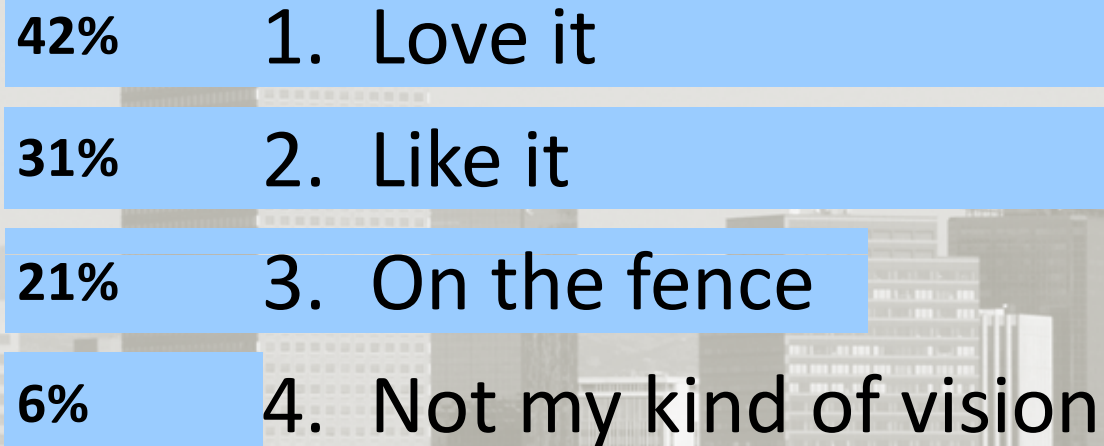 42% 1. Love it
31% 2. Like it
21% 3. On the fence
6% 4. Not my kind of vision